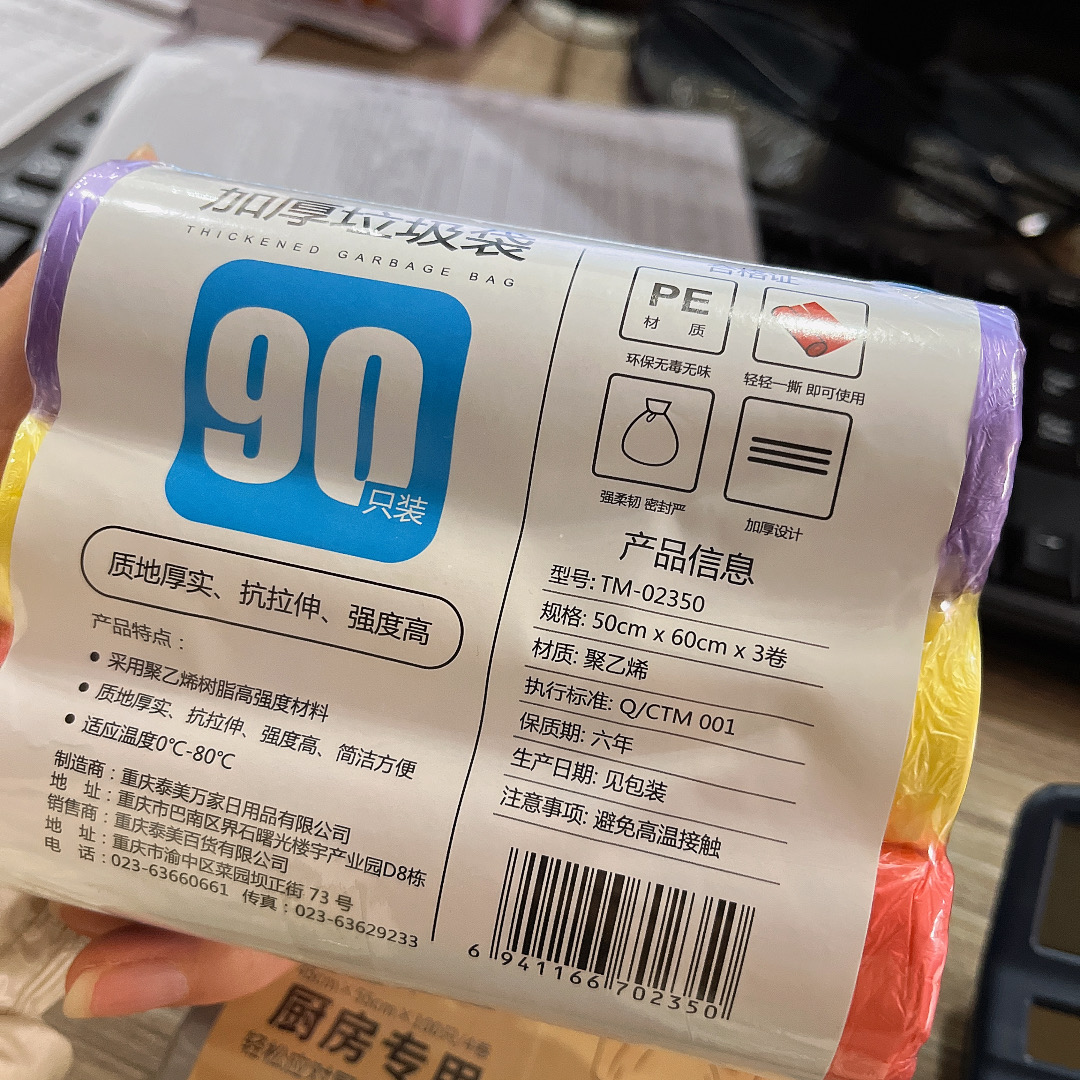 加厚垃圾袋
THICKENED GARBAGE BAG
90
只装
质地厚实、抗拉伸、强度高
产品特点：
● 采用聚乙烯树脂高强度材料
● 质地厚实、抗拉伸、强度高、简洁方便
● 适应温度0℃-80℃
制造商：重庆泰美万家日用品有限公司
地 址：重庆市巴南区界石曙光楼宇产业园D8栋
销售商：重庆泰美百货有限公司
地 址：重庆市渝中区菜园坝正街 73 号
电 话：023-63660661 传真：023-63629233
合格证
PE
材 质
环保无毒无味
轻轻一撕 即可使用
强柔韧 密封严
加厚设计
产品信息
型号: TM-02350
规格: 50cm x 60cm x 3卷
材质: 聚乙烯
执行标准: Q/CTM 001
保质期: 六年
生产日期: 见包装
注意事项: 避免高温接触
6 941166 702350
厨房专用